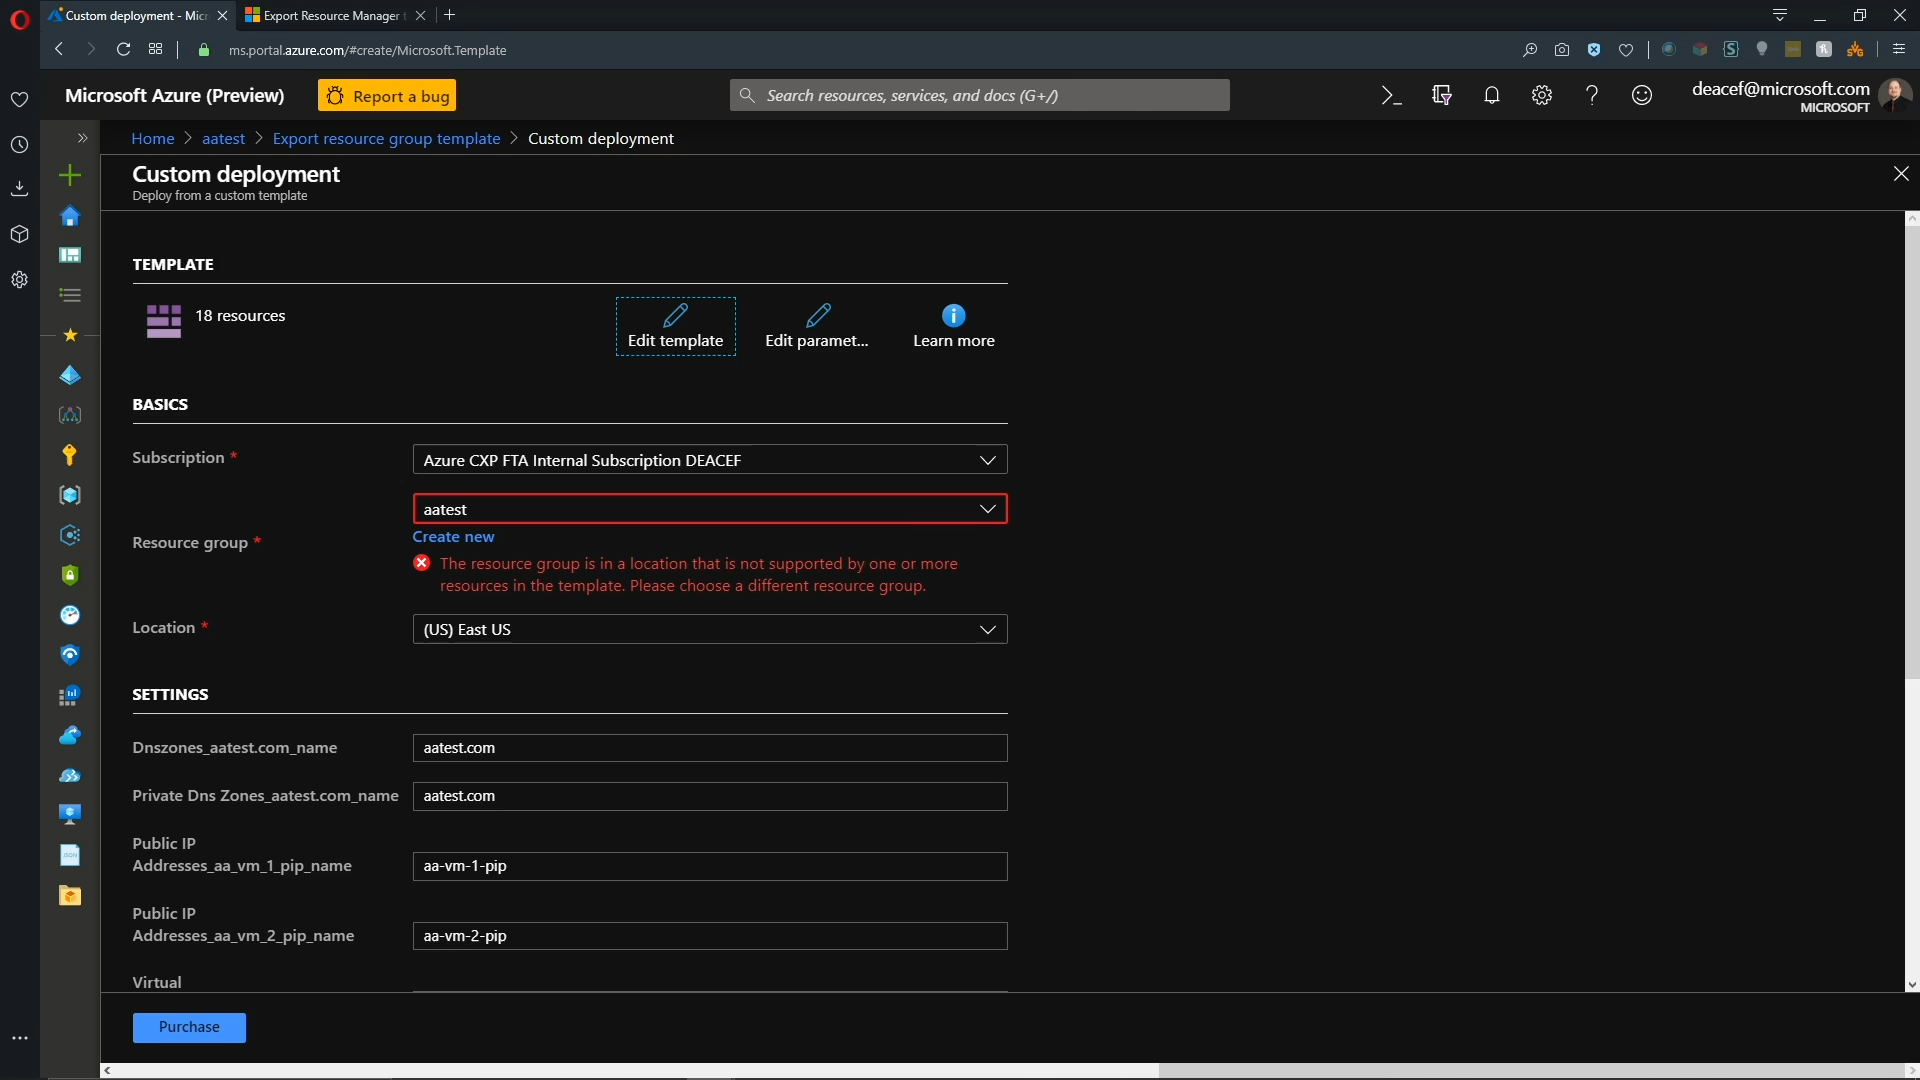 Custom deployment - Micr
Export Resource Manager t
ms.portal.azure.com/#create/Microsoft.Template
Microsoft Azure (Preview)
Report a bug
Search resources, services, and docs (G+/)
deacef@microsoft.com
MICROSOFT
Home > aatest > Export resource group template > Custom deployment
Custom deployment
Deploy from a custom template
TEMPLATE
18 resources
Edit template
Edit paramet...
Learn more
BASICS
Subscription *
Azure CXP FTA Internal Subscription DEACEF
aatest
Resource group *
Create new
The resource group is in a location that is not supported by one or more
resources in the template. Please choose a different resource group.
Location *
(US) East US
SETTINGS
Dnszones_aatest.com_name
aatest.com
Private Dns Zones_aatest.com_name
aatest.com
Public IP
Addresses_aa_vm_1_pip_name
aa-vm-1-pip
Public IP
Addresses_aa_vm_2_pip_name
aa-vm-2-pip
Virtual
Purchase